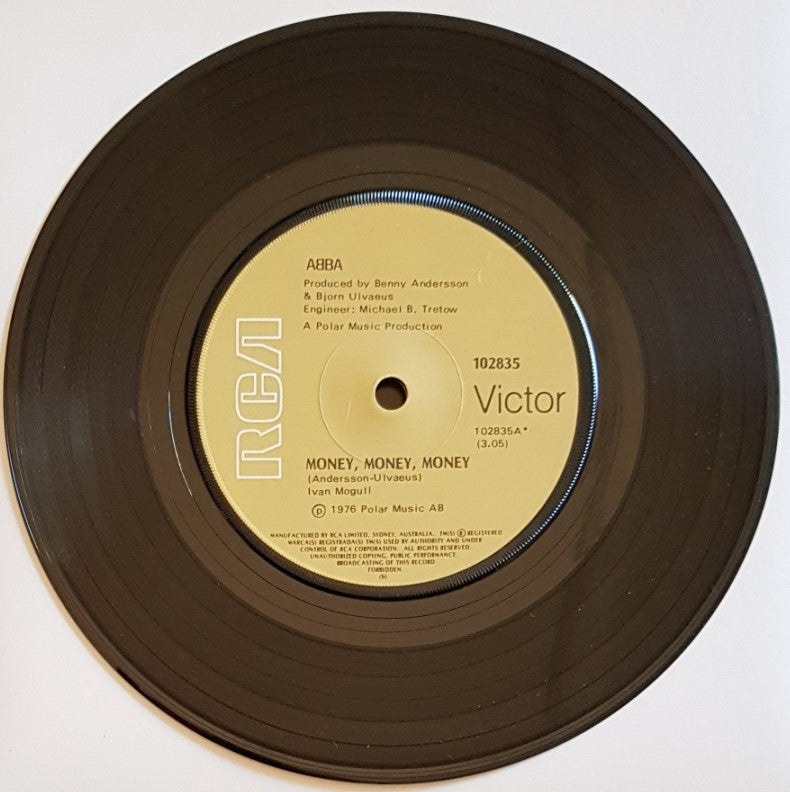 AᗺBA
Produced by Benny Andersson
& Bjorn Ulvaeus
Engineer: Michael B. Tretow
A Polar Music Production
RCA
102835
Victor
102835A*
(3.05)
MONEY, MONEY, MONEY
(Andersson-Ulvaeus)
Ivan Mogull
℗ 1976 Polar Music AB
MANUFACTURED BY RCA LIMITED, SYDNEY, AUSTRALIA. TM(S) ® REGISTERED
MARCA(S) REGISTRADA(S) TM(S) USED BY AUTHORITY AND UNDER
CONTROL OF RCA CORPORATION. ALL RIGHTS RESERVED.
UNAUTHORIZED COPYING, PUBLIC PERFORMANCE,
BROADCASTING OF THIS RECORD
FORBIDDEN.
(b)